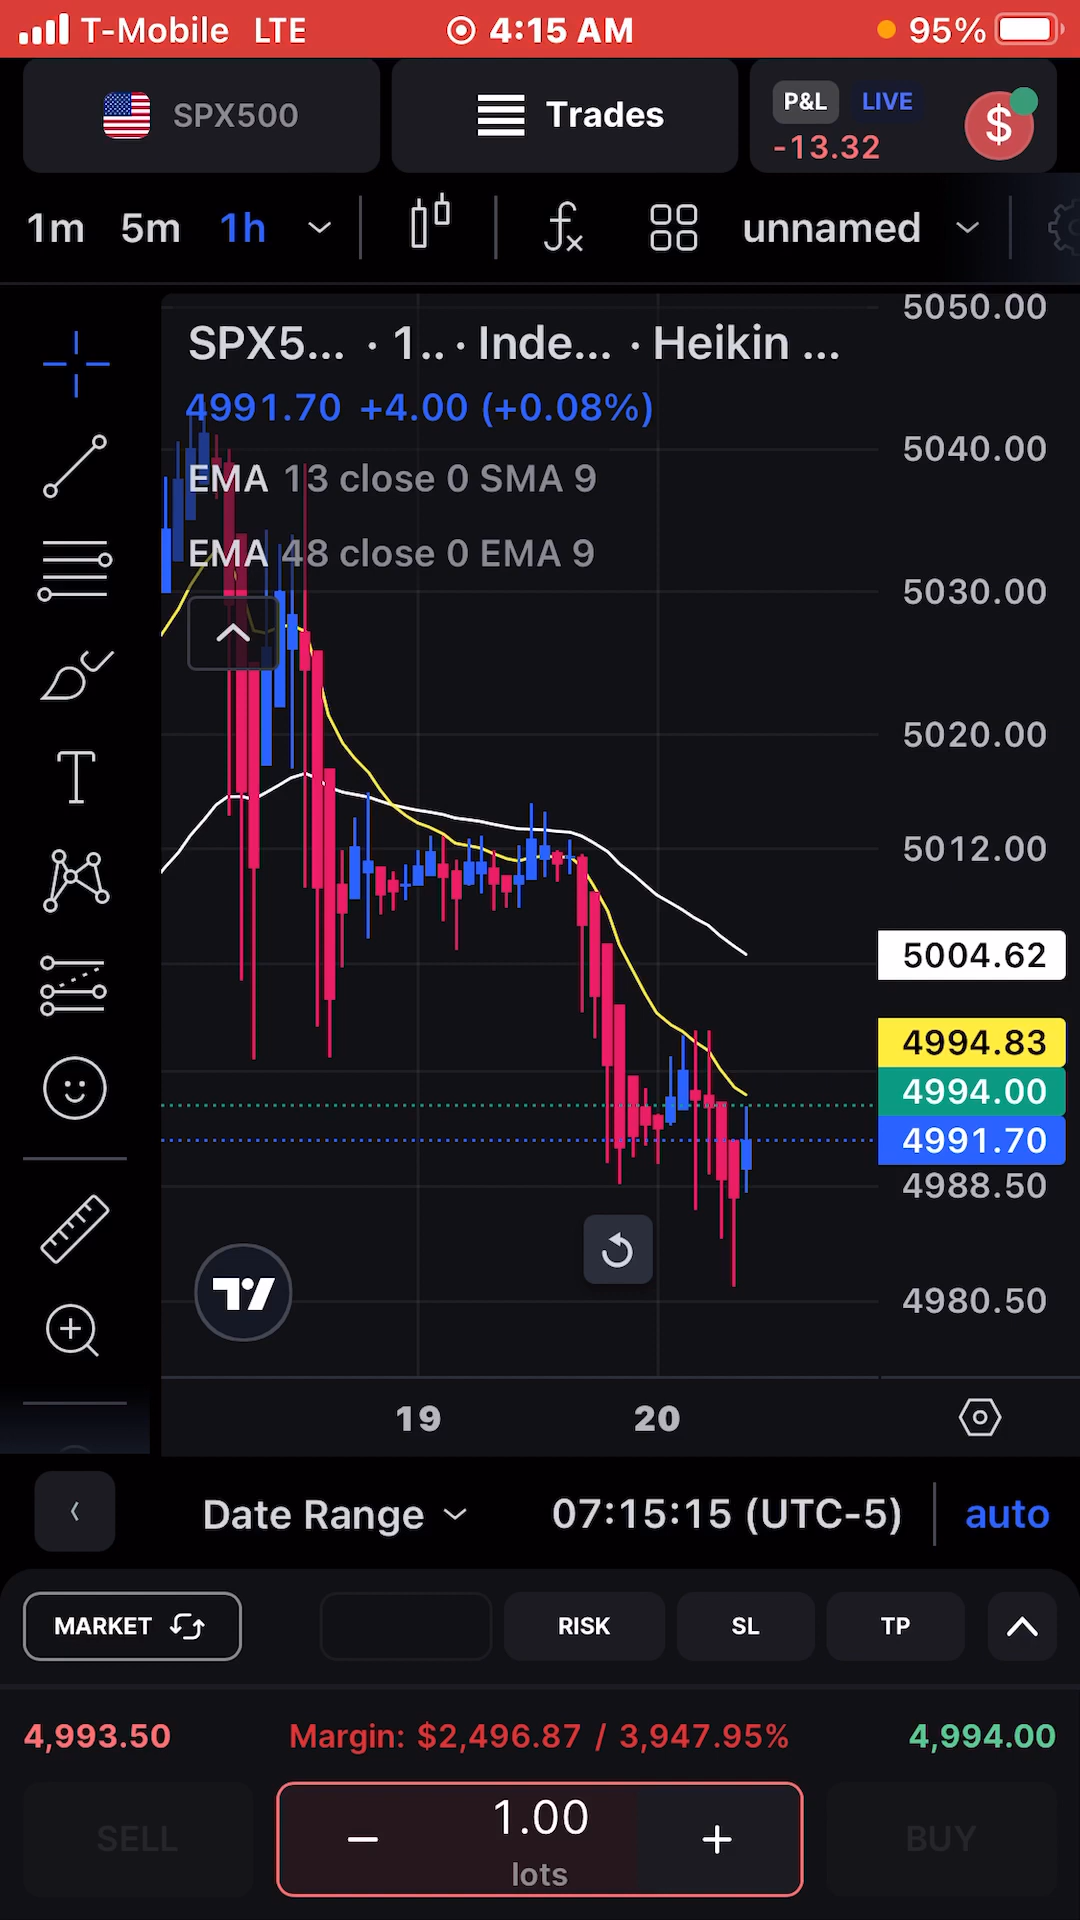 T-Mobile LTE 4:15 AM 95%
SPX500
Trades
P&L LIVE
-13.32
$
1m 5m 1h
unnamed
5050.00
SPX5... · 1.. · Inde... · Heikin ...
4991.70 +4.00 (+0.08%)
5040.00
EMA 13 close 0 SMA 9
EMA 48 close 0 EMA 9
5030.00
5020.00
5012.00
5004.62
4994.83
4994.00
4991.70
4988.50
4980.50
19 20
Date Range 07:15:15 (UTC-5) auto
MARKET RISK SL TP
4,993.50 Margin: $2,496.87 / 3,947.95% 4,994.00
SELL 1.00 BUY
lots